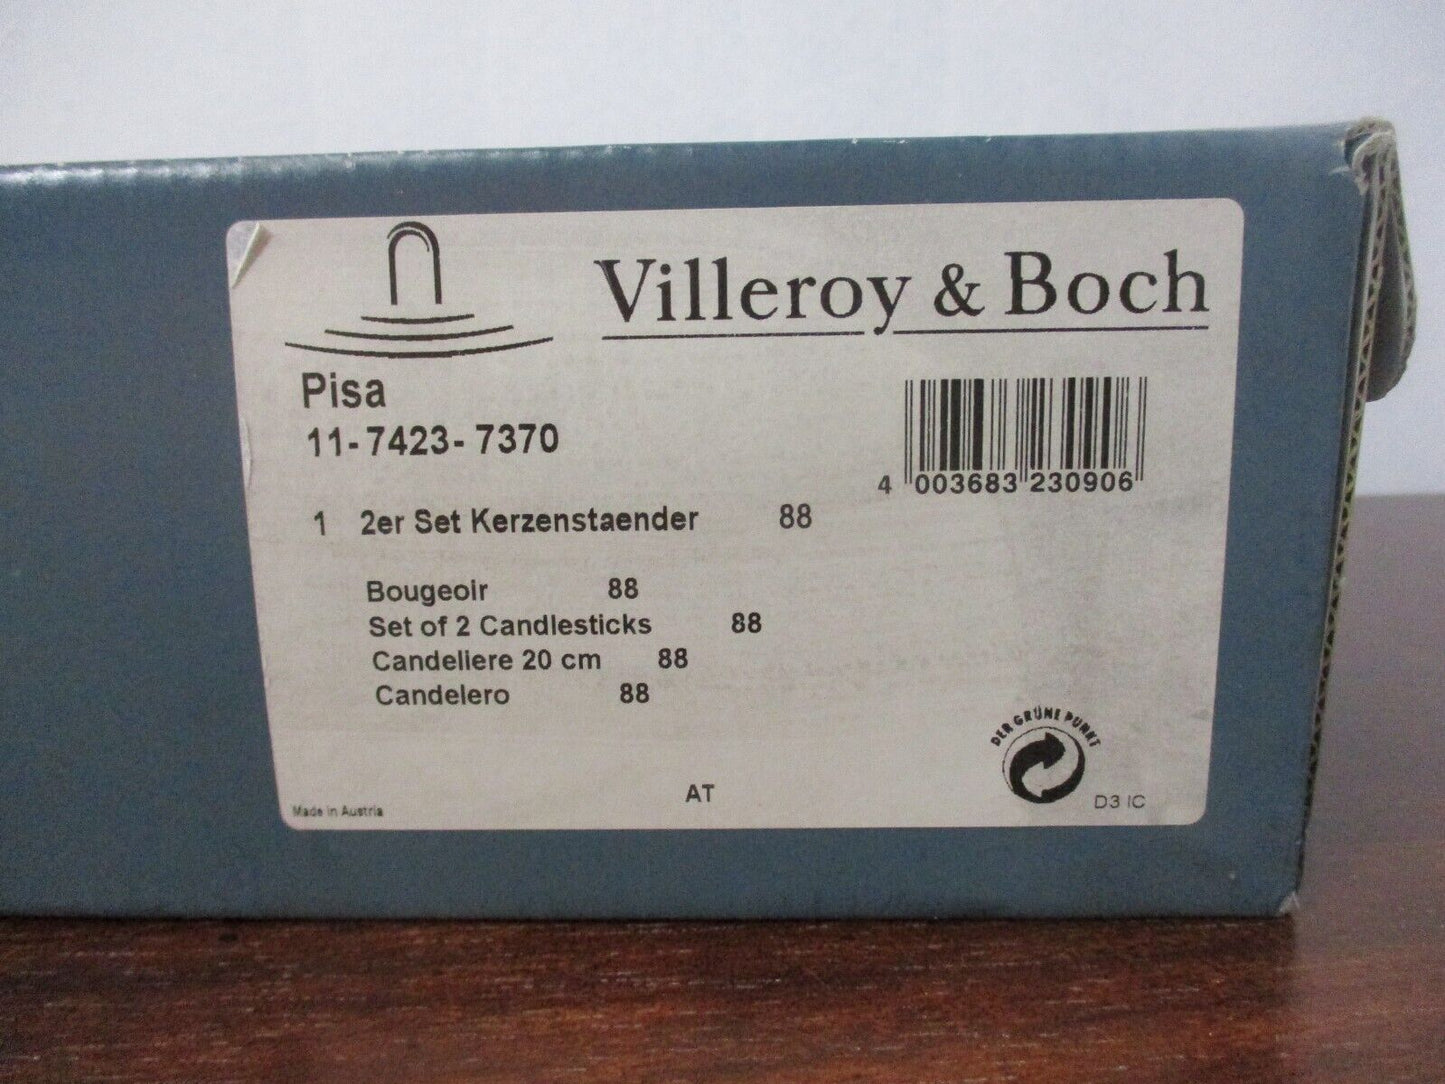 Villeroy & Boch
Pisa
11-7423-7370
4 003683 230906
1 2er Set Kerzenstaender 88
Bougeoir 88
Set of 2 Candlesticks 88
Candeliere 20 cm 88
Candelero 88
DER GRÜNE PUNKT
AT
D3 IC
Made in Austria